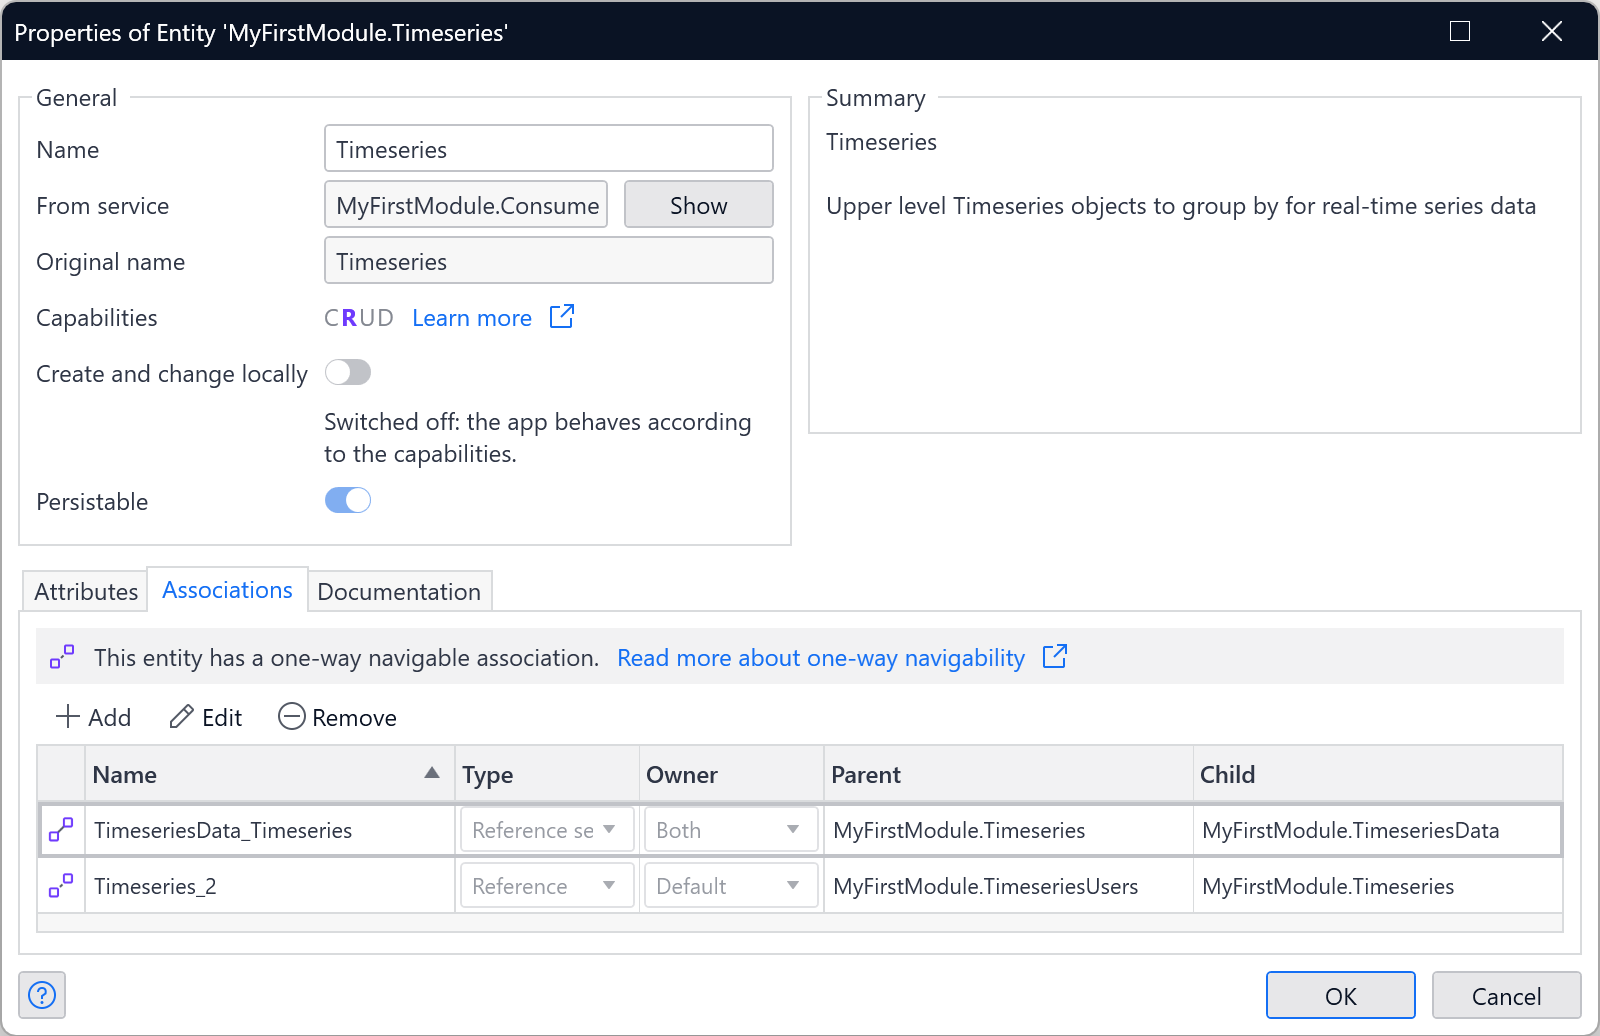 Properties of Entity 'MyFirstModule.Timeseries'
General
Name
Timeseries
From service
MyFirstModule.Consume
Show
Original name
Timeseries
Capabilities
CRUD
Learn more
Create and change locally
Switched off: the app behaves according
to the capabilities.
Persistable
Summary
Timeseries
Upper level Timeseries objects to group by for real-time series data
Attributes
Associations
Documentation
This entity has a one-way navigable association. Read more about one-way navigability
Add
Edit
Remove
Name Type Owner Parent Child
TimeseriesData_Timeseries Reference se Both MyFirstModule.Timeseries MyFirstModule.TimeseriesData
Timeseries_2 Reference Default MyFirstModule.TimeseriesUsers MyFirstModule.Timeseries
?
OK
Cancel